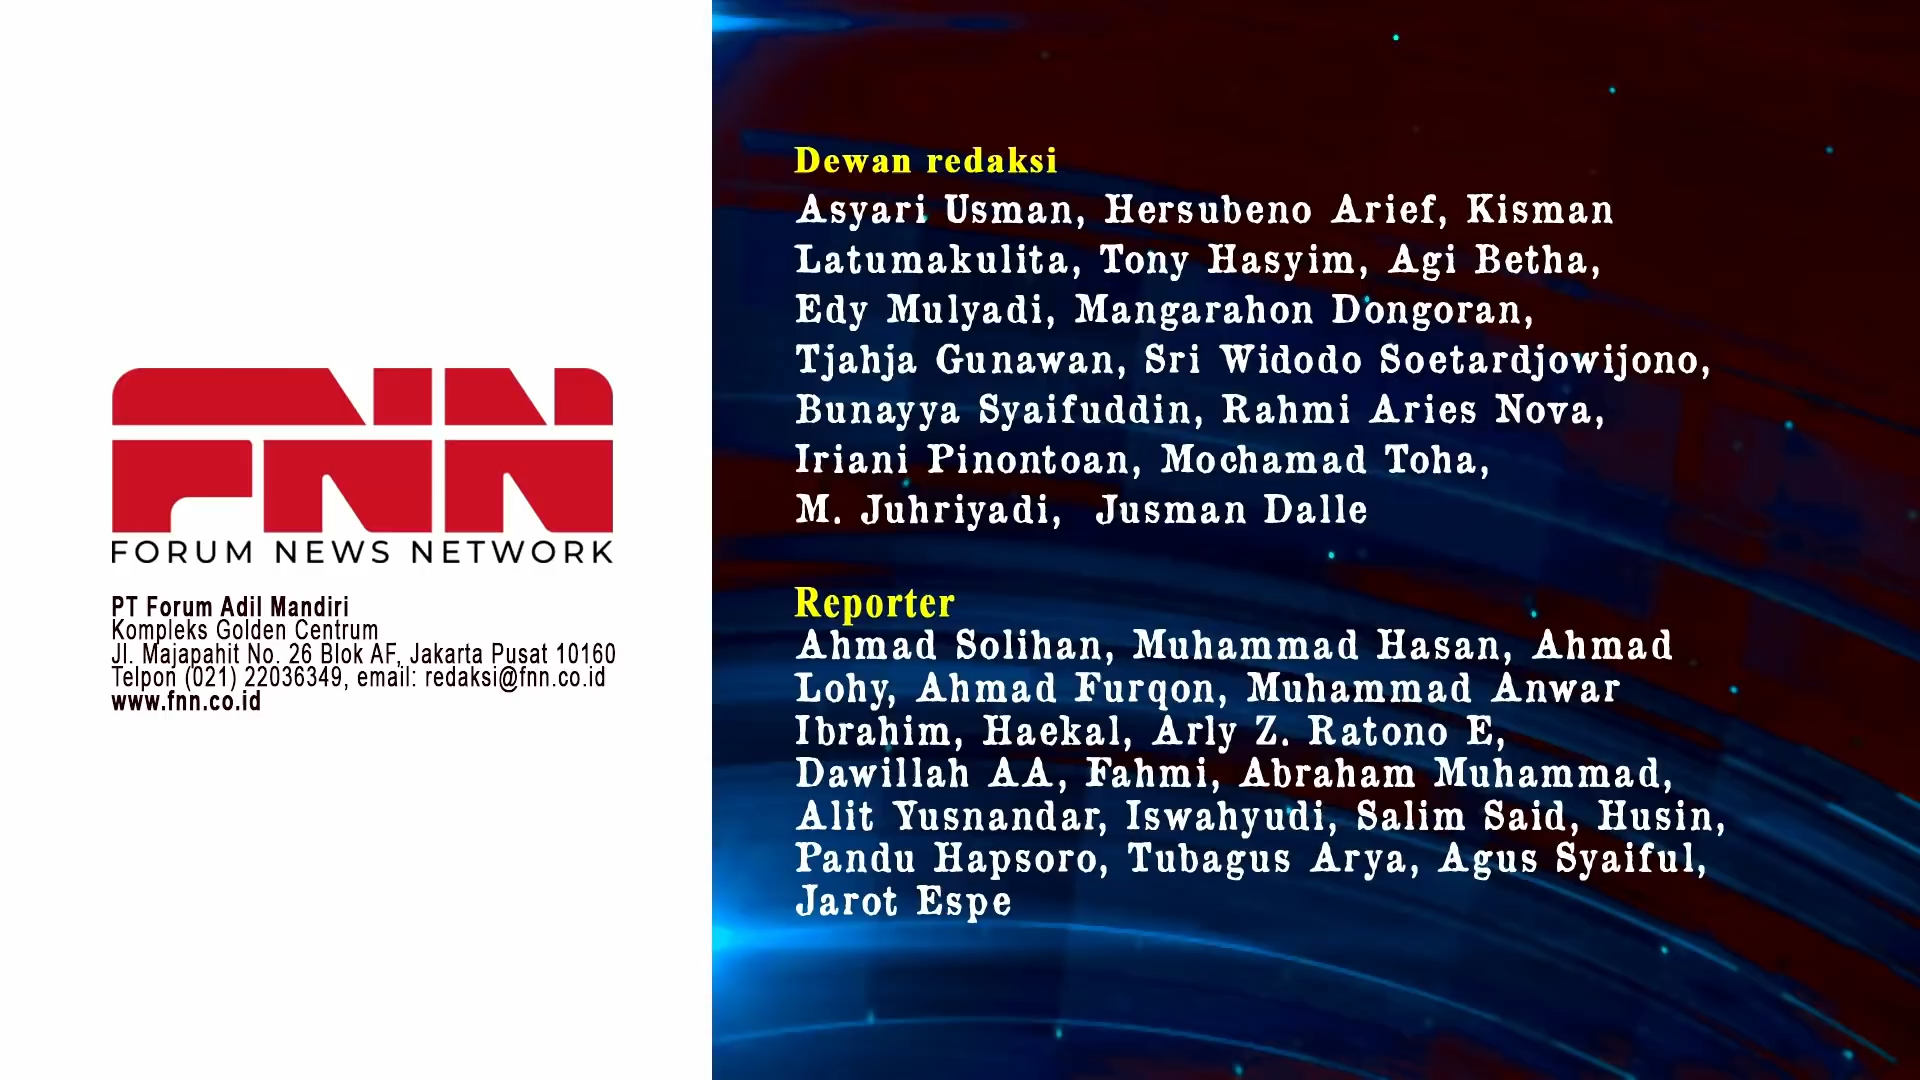 FNN
FORUM NEWS NETWORK
PT Forum Adil Mandiri
Kompleks Golden Centrum
Jl. Majapahit No. 26 Blok AF, Jakarta Pusat 10160
Telpon (021) 22036349, email: redaksi@fnn.co.id
www.fnn.co.id
Dewan redaksi
Asyari Usman, Hersubeno Arief, Kisman
Latumakulita, Tony Hasyim, Agi Betha,
Edy Mulyadi, Mangarahon Dongoran,
Tjahja Gunawan, Sri Widodo Soetardjowijono,
Bunayya Syaifuddin, Rahmi Aries Nova,
Iriani Pinontoan, Mochamad Toha,
M. Juhriyadi,  Jusman Dalle
Reporter
Ahmad Solihan, Muhammad Hasan, Ahmad
Lohy, Ahmad Furqon, Muhammad Anwar
Ibrahim, Haekal, Arly Z. Ratono E,
Dawillah AA, Fahmi, Abraham Muhammad,
Alit Yusnandar, Iswahyudi, Salim Said, Husin,
Pandu Hapsoro, Tubagus Arya, Agus Syaiful,
Jarot Espe